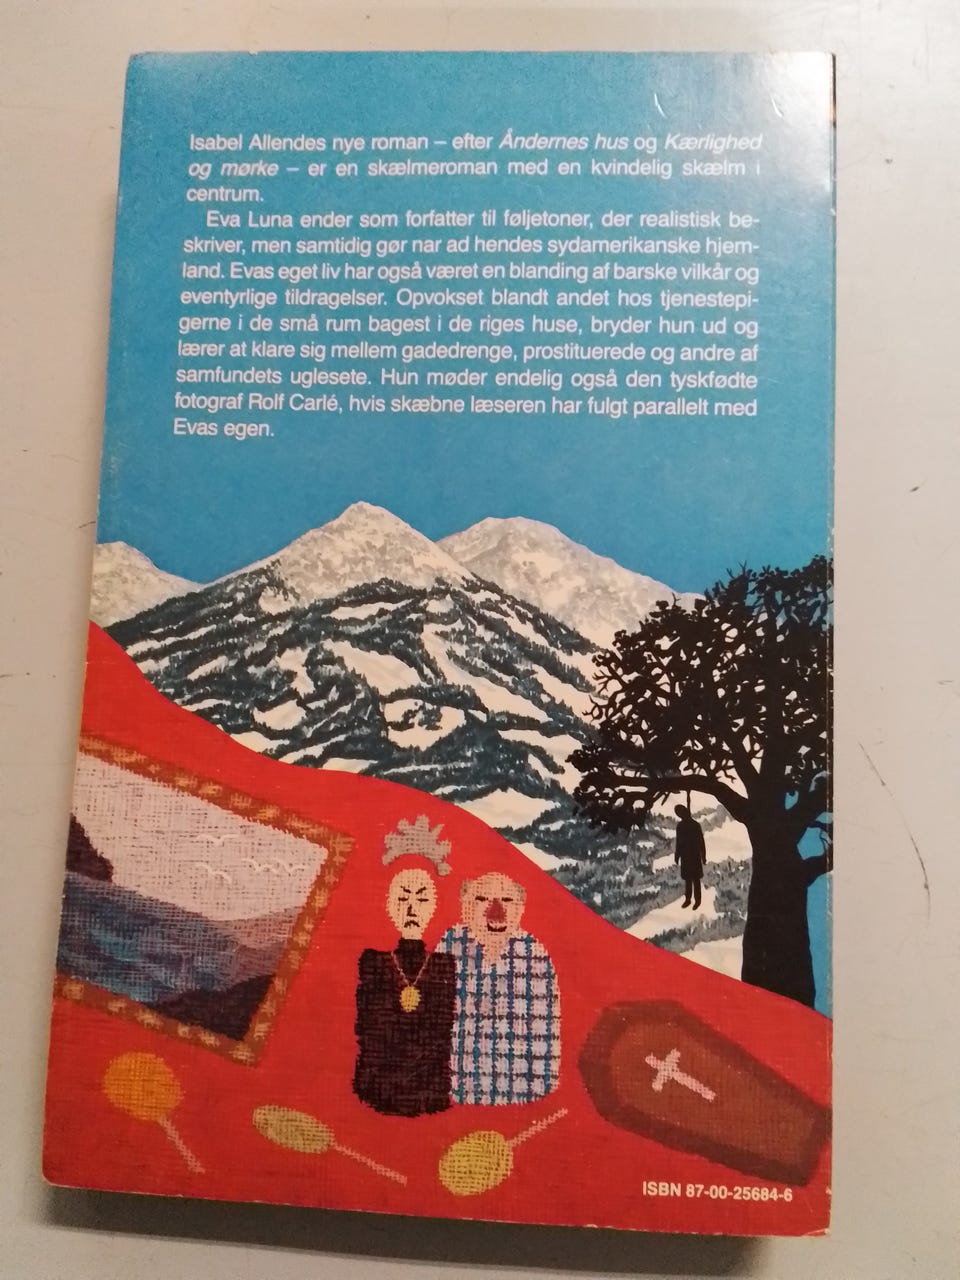 Isabel Allendes nye roman – efter Åndernes hus og Kærlighed
og mørke – er en skælmeroman med en kvindelig skælm i
centrum.
Eva Luna ender som forfatter til føljetoner, der realistisk be-
skriver, men samtidig gør nar ad hendes sydamerikanske hjem-
land. Evas eget liv har også været en blanding af barske vilkår og
eventyrlige tildragelser. Opvokset blandt andet hos tjenestepi-
gerne i de små rum bagest i de riges huse, bryder hun ud og
lærer at klare sig mellem gadedrenge, prostituerede og andre af
samfundets uglesete. Hun møder endelig også den tyskfødte
fotograf Rolf Carlé, hvis skæbne læseren har fulgt parallelt med
Evas egen.
ISBN 87-00-25684-6